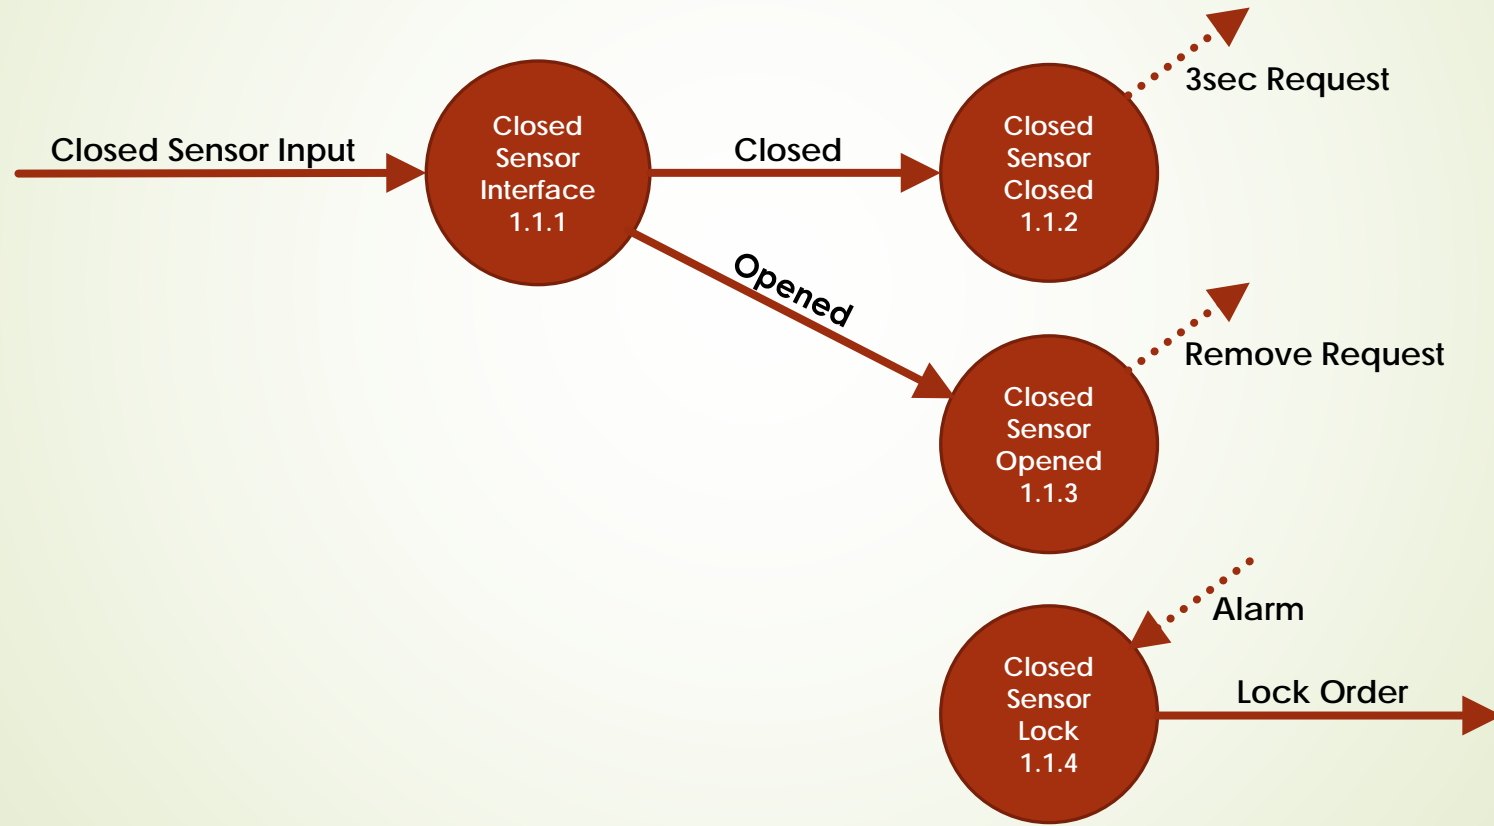 3sec Request
Closed Sensor Input
Closed
Sensor
Interface
1.1.1
Closed
Closed
Sensor
Closed
1.1.2
Opened
Remove Request
Closed
Sensor
Opened
1.1.3
Alarm
Closed
Sensor
Lock
1.1.4
Lock Order